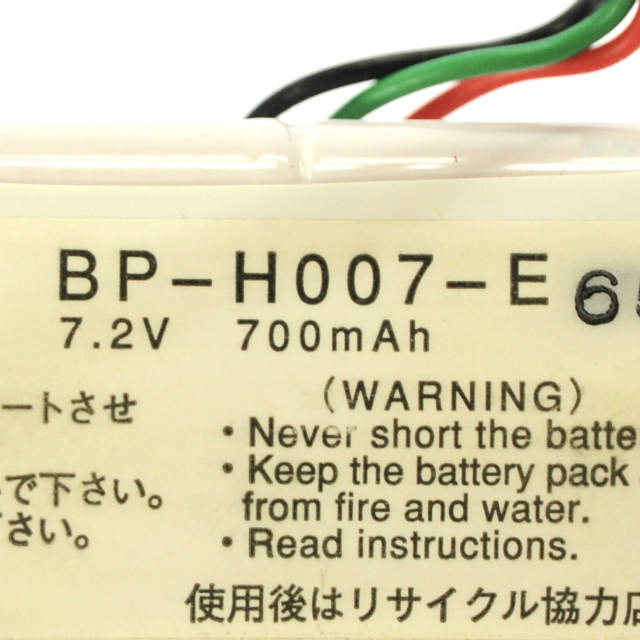 BP-H007-E 6
7.2V 700mAh
ートさせ
(WARNING)
• Never short the batte
• Keep the battery pack
で下さい。
from fire and water.
さい。
• Read instructions.
使用後はリサイクル協力店